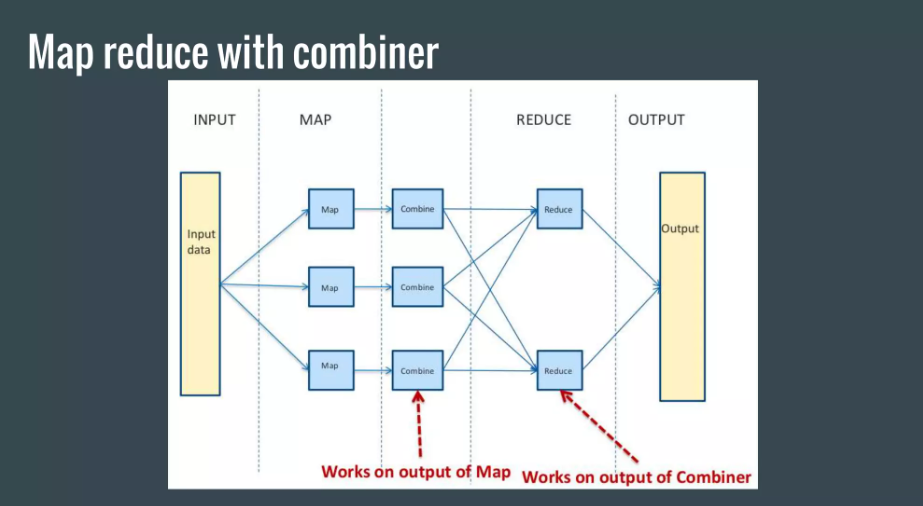 Map reduce with combiner
INPUT
MAP
REDUCE
OUTPUT
Input
data
Map
Combine
Reduce
Output
Map
Combine
Map
Combine
Reduce
Works on output of Map
Works on output of Combiner